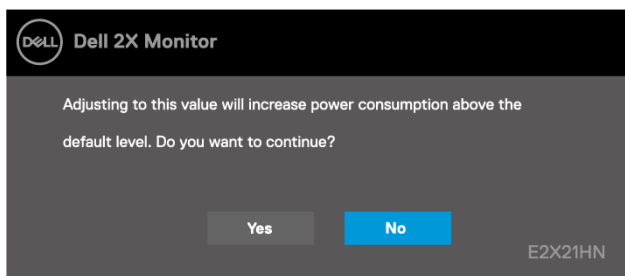 DELL Dell 2X Monitor
Adjusting to this value will increase power consumption above the
default level. Do you want to continue?
Yes No
E2X21HN